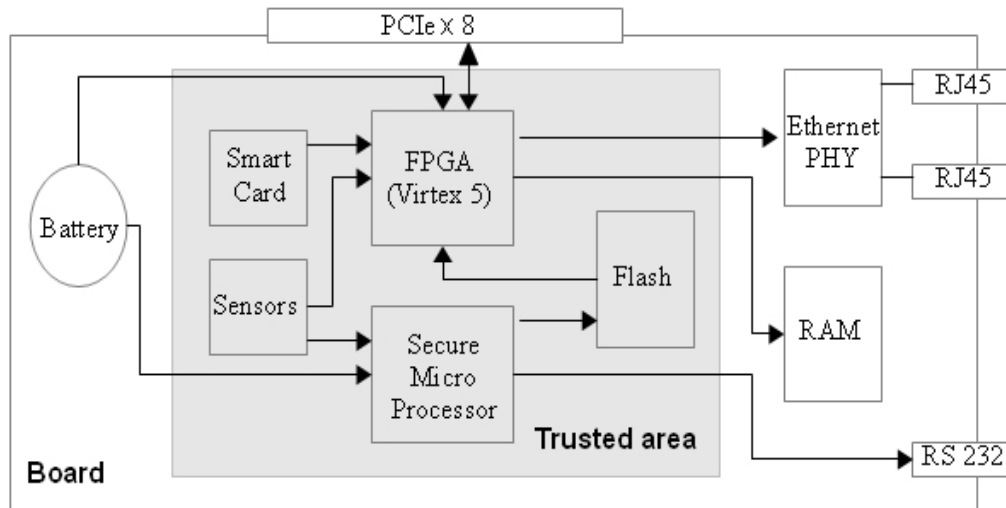 PCIe x 8
RJ45
Ethernet
PHY
RJ45
Smart
Card
FPGA
(Virtex 5)
Battery
Sensors
Flash
RAM
Secure
Micro
Processor
Trusted area
Board
RS 232